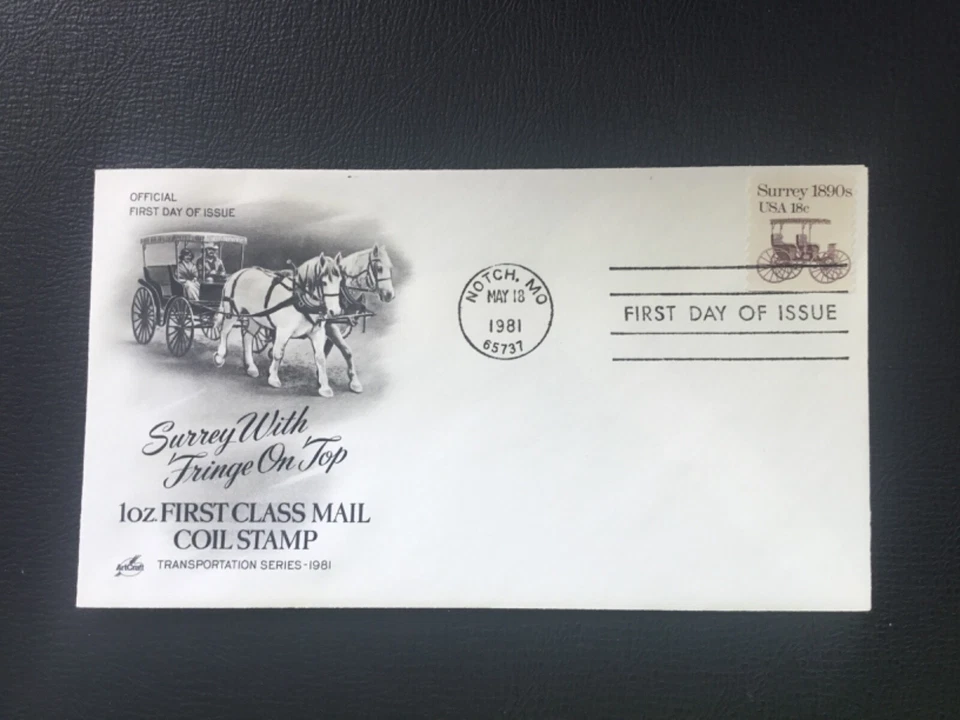 OFFICIAL
FIRST DAY OF ISSUE
Surrey 1890s
USA 18c
NOTCH, MO
MAY 18
1981
65737
FIRST DAY OF ISSUE
Surrey With
Fringe On Top
1oz. FIRST CLASS MAIL
COIL STAMP
ArtCraft
TRANSPORTATION SERIES-1981